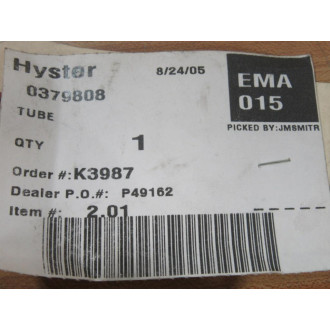 Hyster 8/24/05
EMA
015
0379808
TUBE
PICKED BY:JMSMITR
QTY 1
Order #:K3987
Dealer P.O.#: P49162
Item #: 2.01